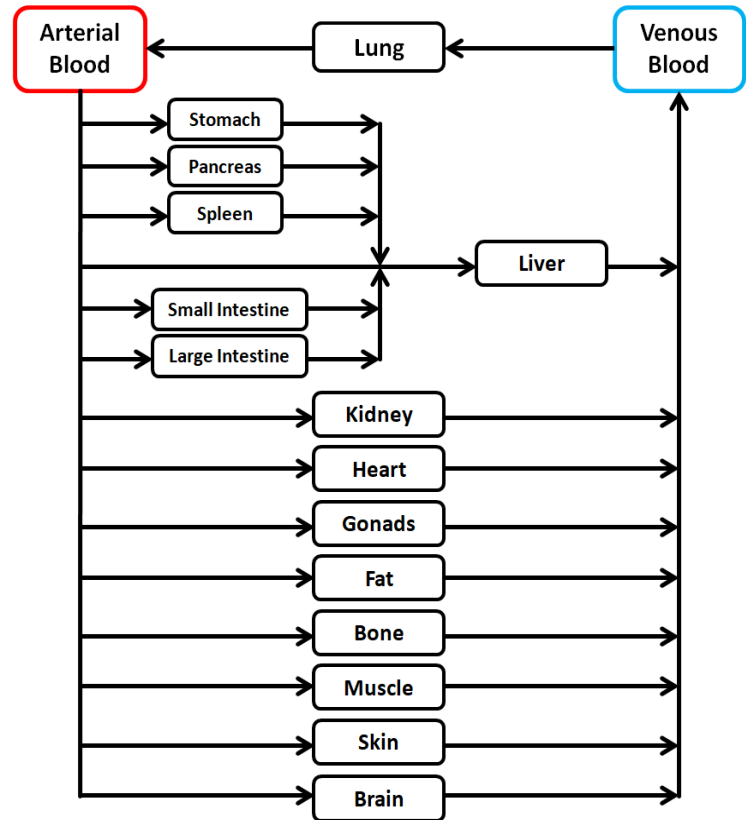 Arterial
Blood
Lung
Venous
Blood
Stomach
Pancreas
Spleen
Liver
Small Intestine
Large Intestine
Kidney
Heart
Gonads
Fat
Bone
Muscle
Skin
Brain